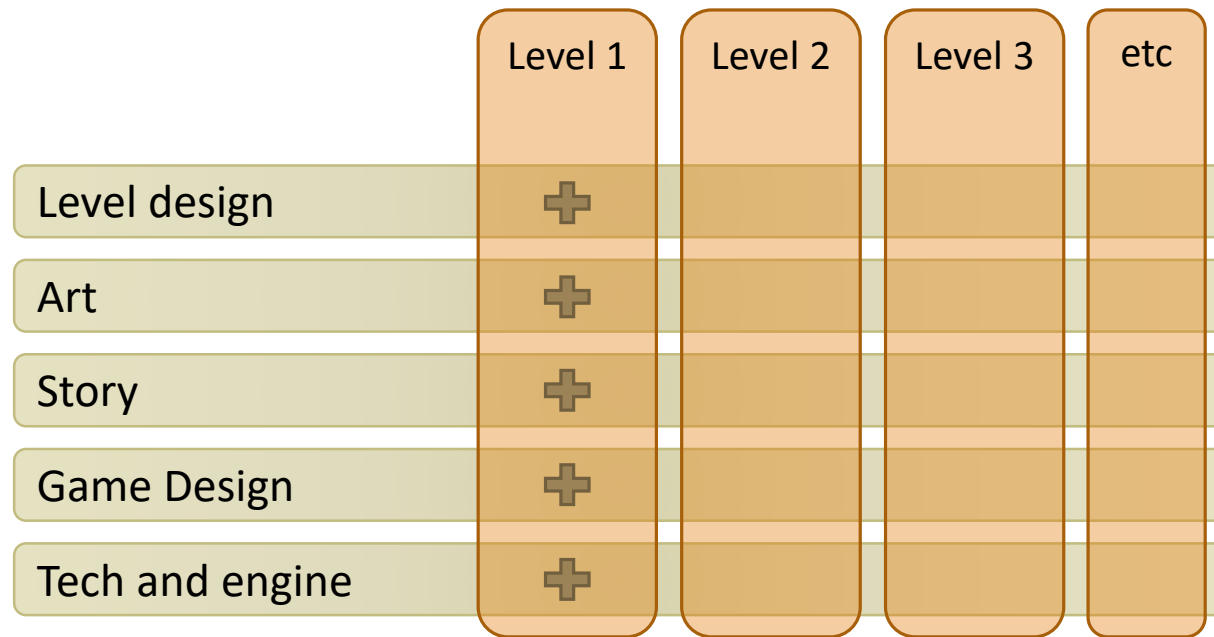 Level 1
Level 2
Level 3
etc
Level design
Art
Story
Game Design
Tech and engine